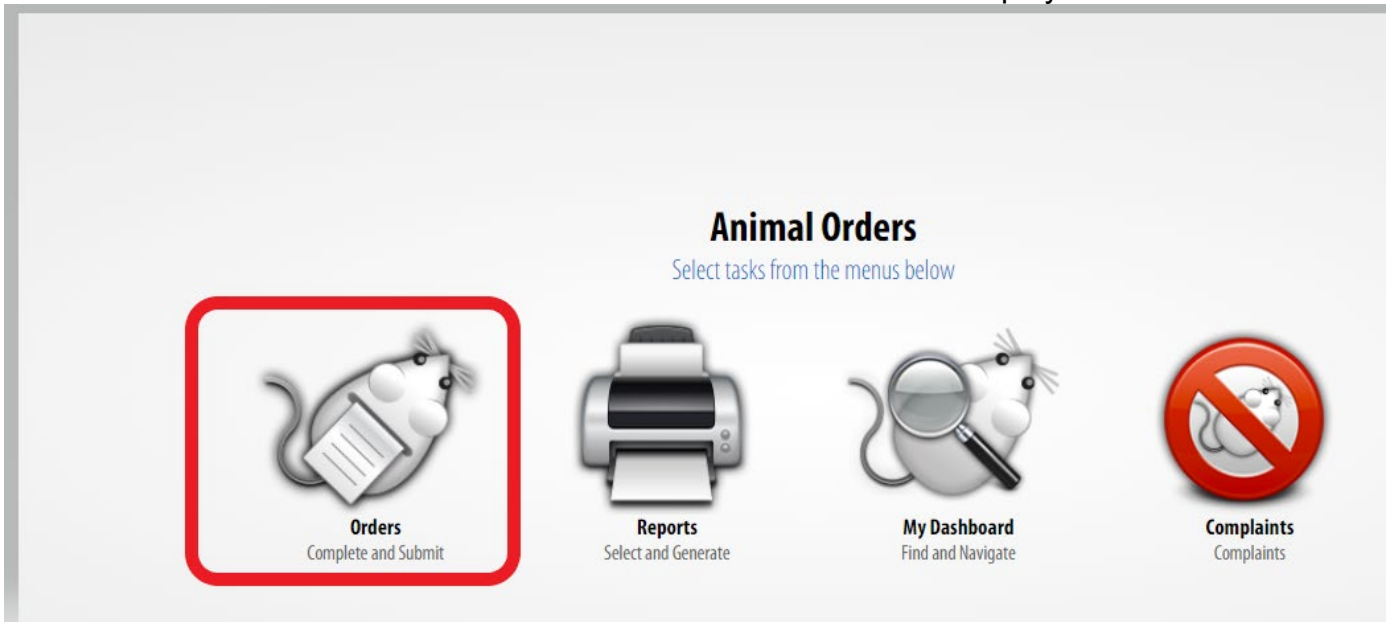 Animal Orders
Select tasks from the menus below
Orders
Complete and Submit
Reports
Select and Generate
My Dashboard
Find and Navigate
Complaints
Complaints